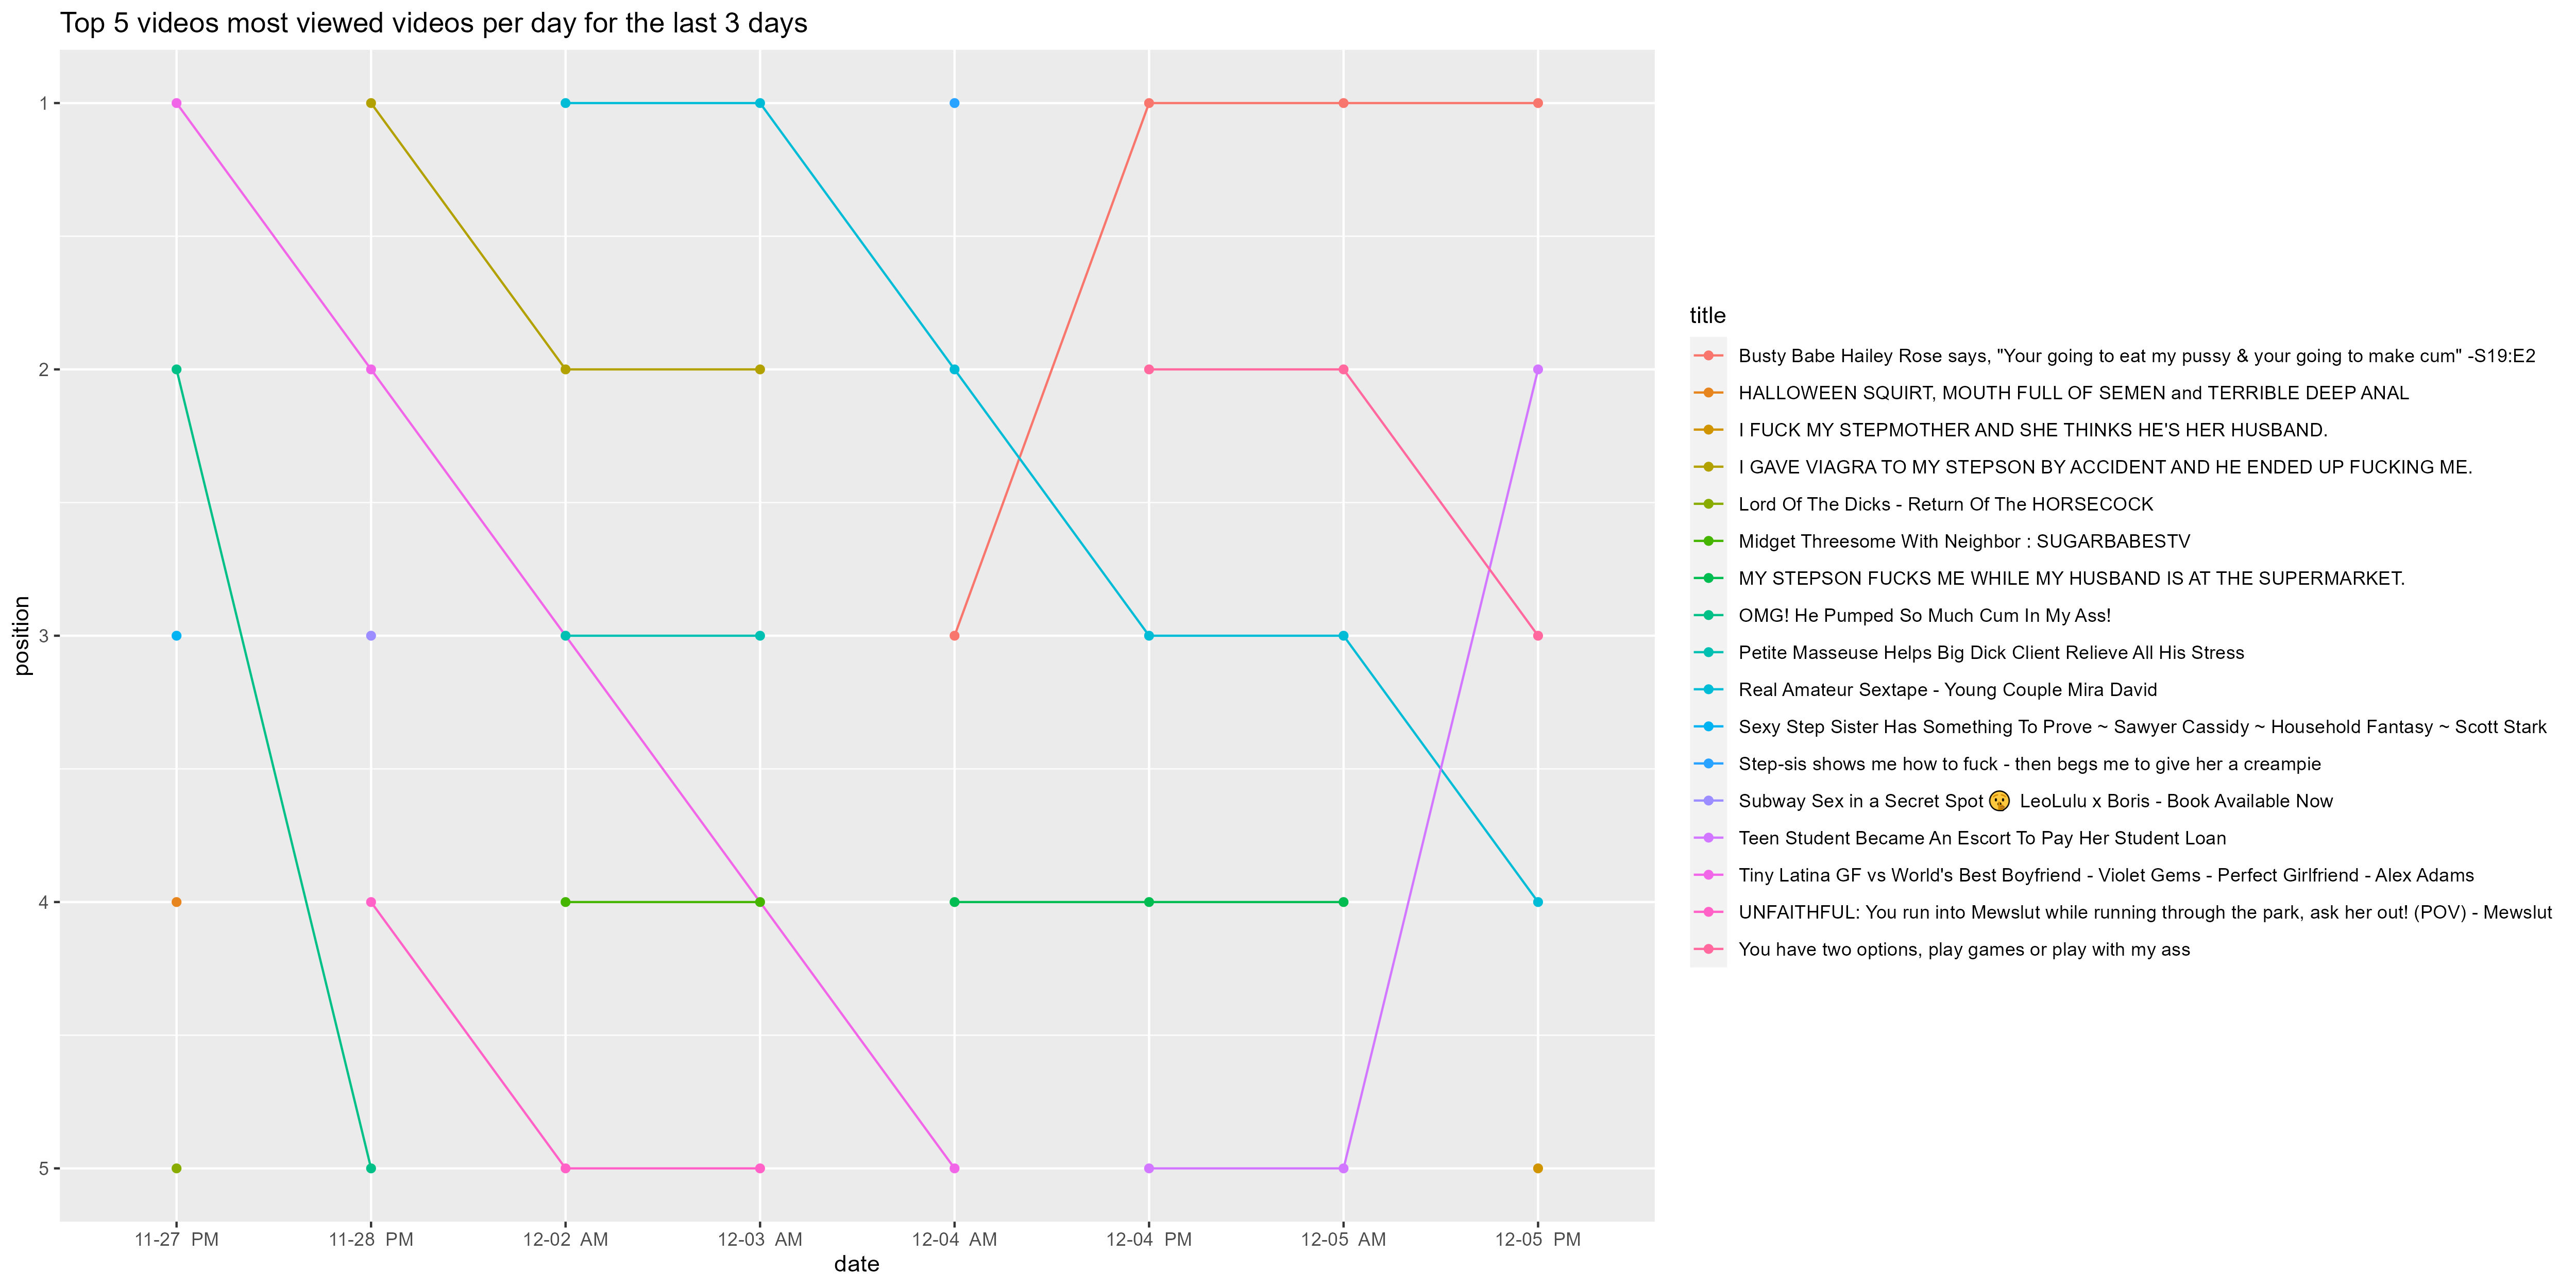 Top 5 videos most viewed videos per day for the last 3 days
position
1
2
3
4
5
11-27  PM
11-28  PM
12-02  AM
12-03  AM
12-04  AM
12-04  PM
12-05  AM
12-05  PM
date
title
Busty Babe Hailey Rose says, "Your going to eat my pussy & your going to make cum" -S19:E2
HALLOWEEN SQUIRT, MOUTH FULL OF SEMEN and TERRIBLE DEEP ANAL
I FUCK MY STEPMOTHER AND SHE THINKS HE'S HER HUSBAND.
I GAVE VIAGRA TO MY STEPSON BY ACCIDENT AND HE ENDED UP FUCKING ME.
Lord Of The Dicks - Return Of The HORSECOCK
Midget Threesome With Neighbor : SUGARBABESTV
MY STEPSON FUCKS ME WHILE MY HUSBAND IS AT THE SUPERMARKET.
OMG! He Pumped So Much Cum In My Ass!
Petite Masseuse Helps Big Dick Client Relieve All His Stress
Real Amateur Sextape - Young Couple Mira David
Sexy Step Sister Has Something To Prove ~ Sawyer Cassidy ~ Household Fantasy ~ Scott Stark
Step-sis shows me how to fuck - then begs me to give her a creampie
Subway Sex in a Secret Spot 🤫 LeoLulu x Boris - Book Available Now
Teen Student Became An Escort To Pay Her Student Loan
Tiny Latina GF vs World's Best Boyfriend - Violet Gems - Perfect Girlfriend - Alex Adams
UNFAITHFUL: You run into Mewslut while running through the park, ask her out! (POV) - Mewslut
You have two options, play games or play with my ass